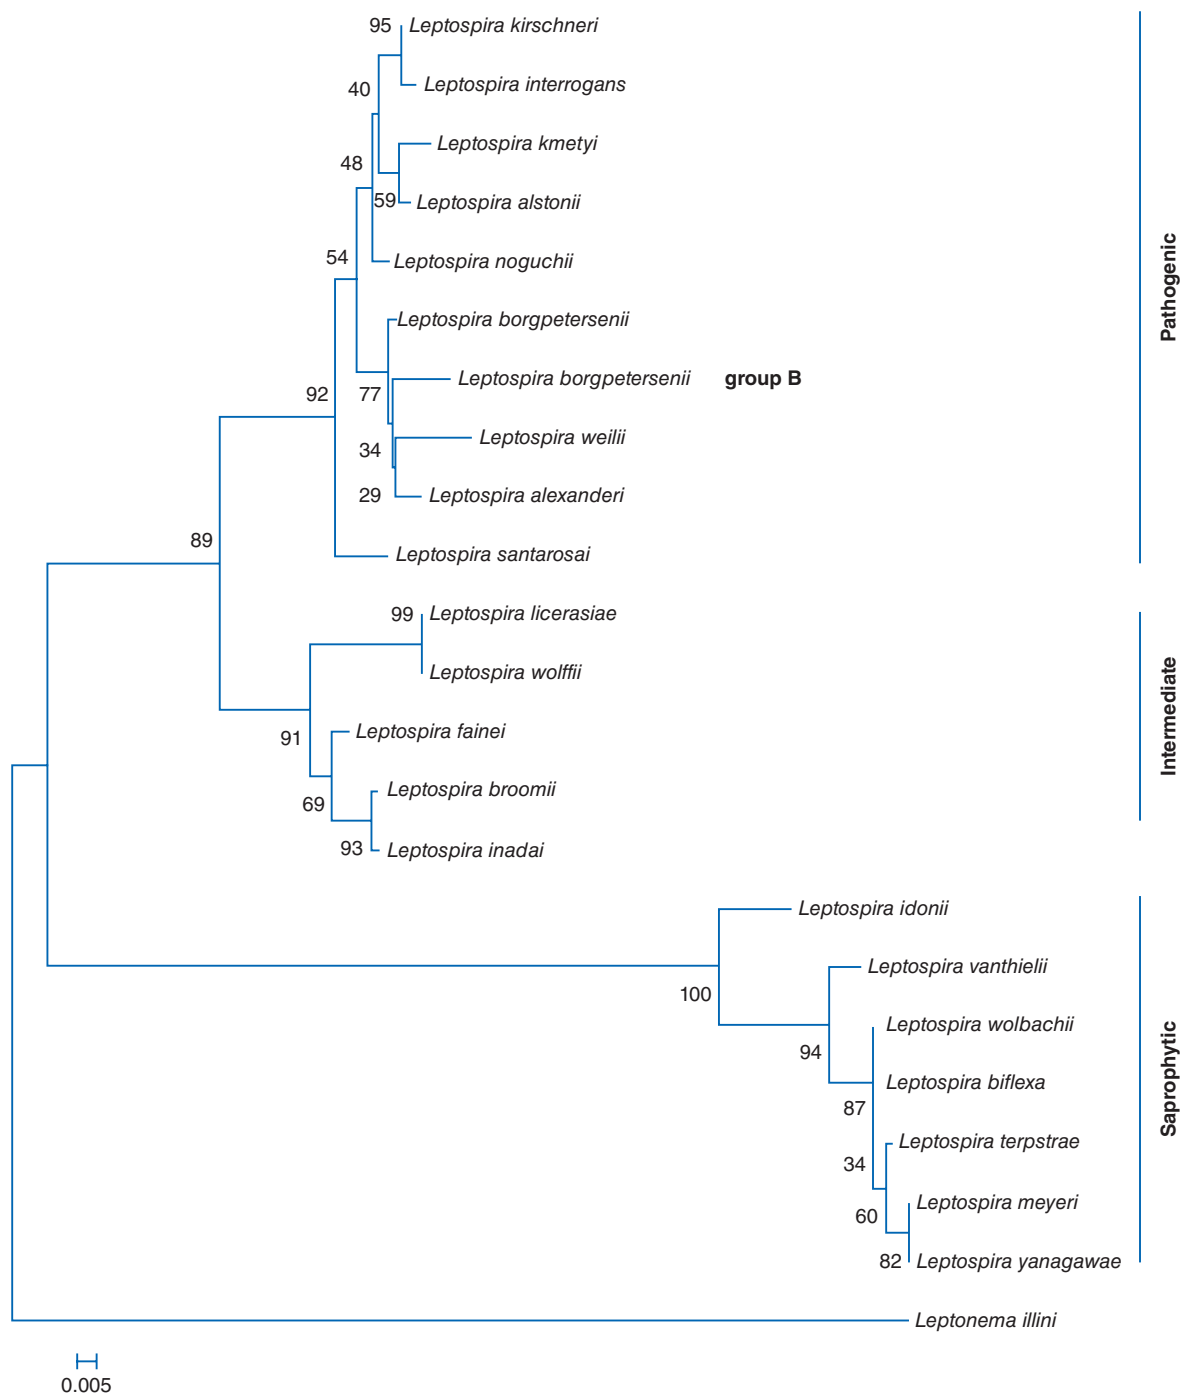 95 Leptospira kirschneri
Leptospira interrogans
40
Leptospira kmetyi
48
59 Leptospira alstonii
54
Leptospira noguchii
Leptospira borgpetersenii
Leptospira borgpetersenii group B
92 77
Leptospira weilii
34
29 Leptospira alexanderi
89
Leptospira santarosai
Pathogenic
99 Leptospira licerasiae
Leptospira wolffii
Leptospira fainei
91
Leptospira broomii
69
93 Leptospira inadai
Intermediate
Leptospira idonii
Leptospira vanthielii
100
Leptospira wolbachii
94
Leptospira biflexa
87
Leptospira terpstrae
34
Leptospira meyeri
60
82 Leptospira yanagawae
Saprophytic
Leptonema illini
0.005